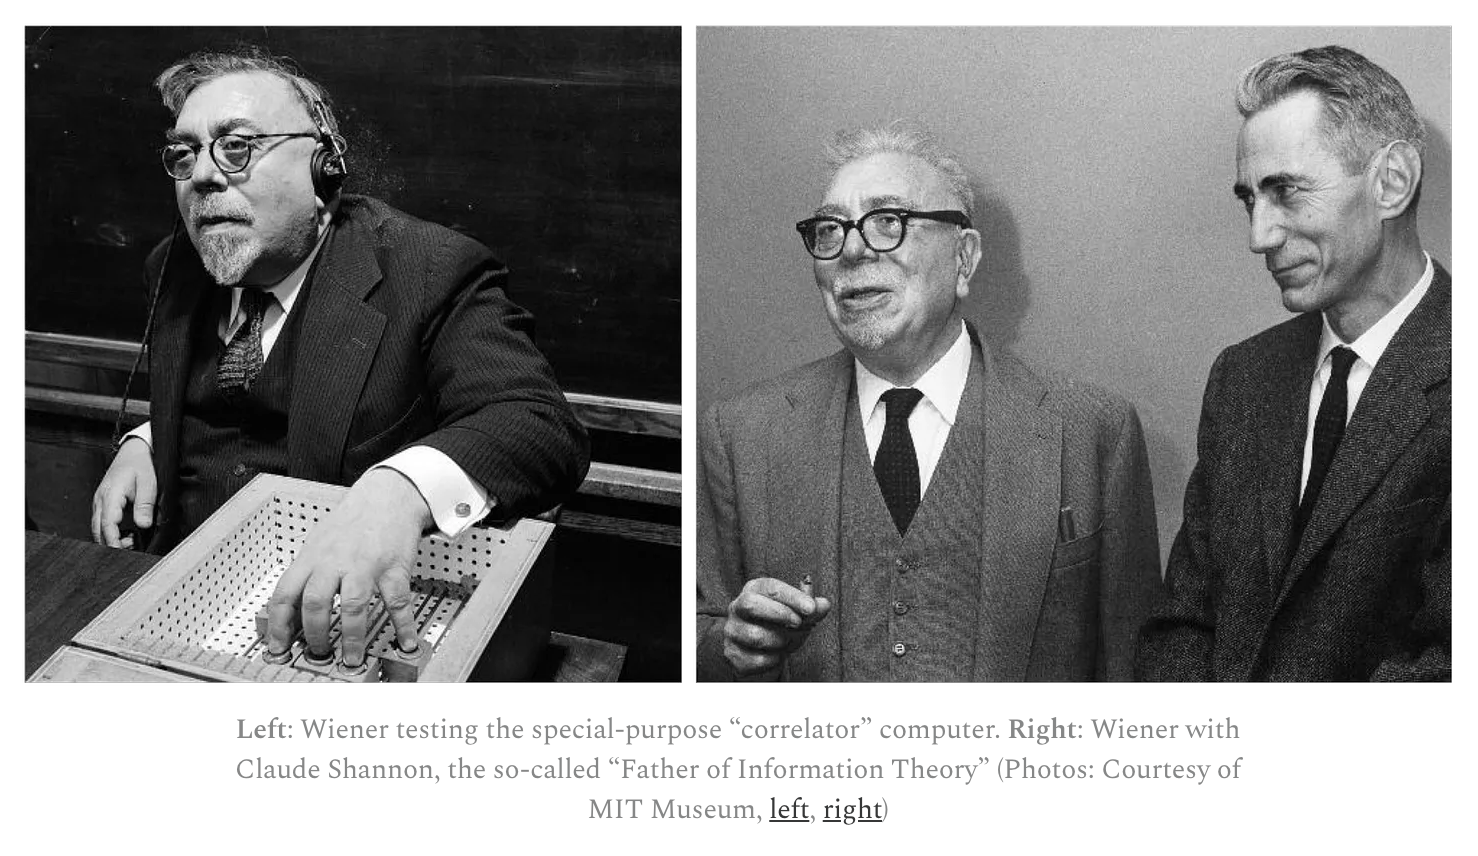 Left: Wiener testing the special-purpose “correlator” computer. Right: Wiener with
Claude Shannon, the so-called “Father of Information Theory” (Photos: Courtesy of
MIT Museum, left, right)